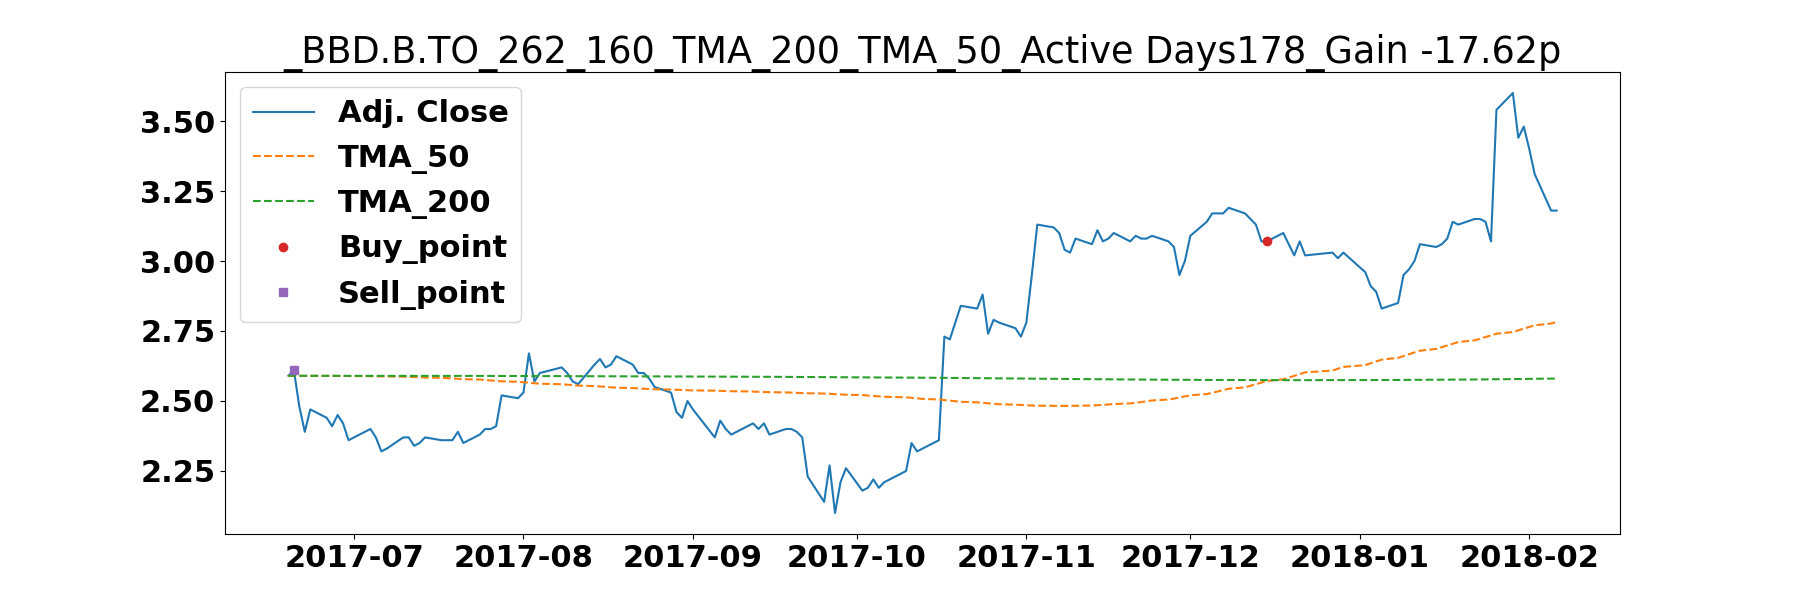 _BBD.B.TO_262_160_TMA_200_TMA_50_Active Days178_Gain -17.62p
Adj. Close
TMA_50
TMA_200
Buy_point
Sell_point
3.50
3.25
3.00
2.75
2.50
2.25
2017-07 2017-08 2017-09 2017-10 2017-11 2017-12 2018-01 2018-02